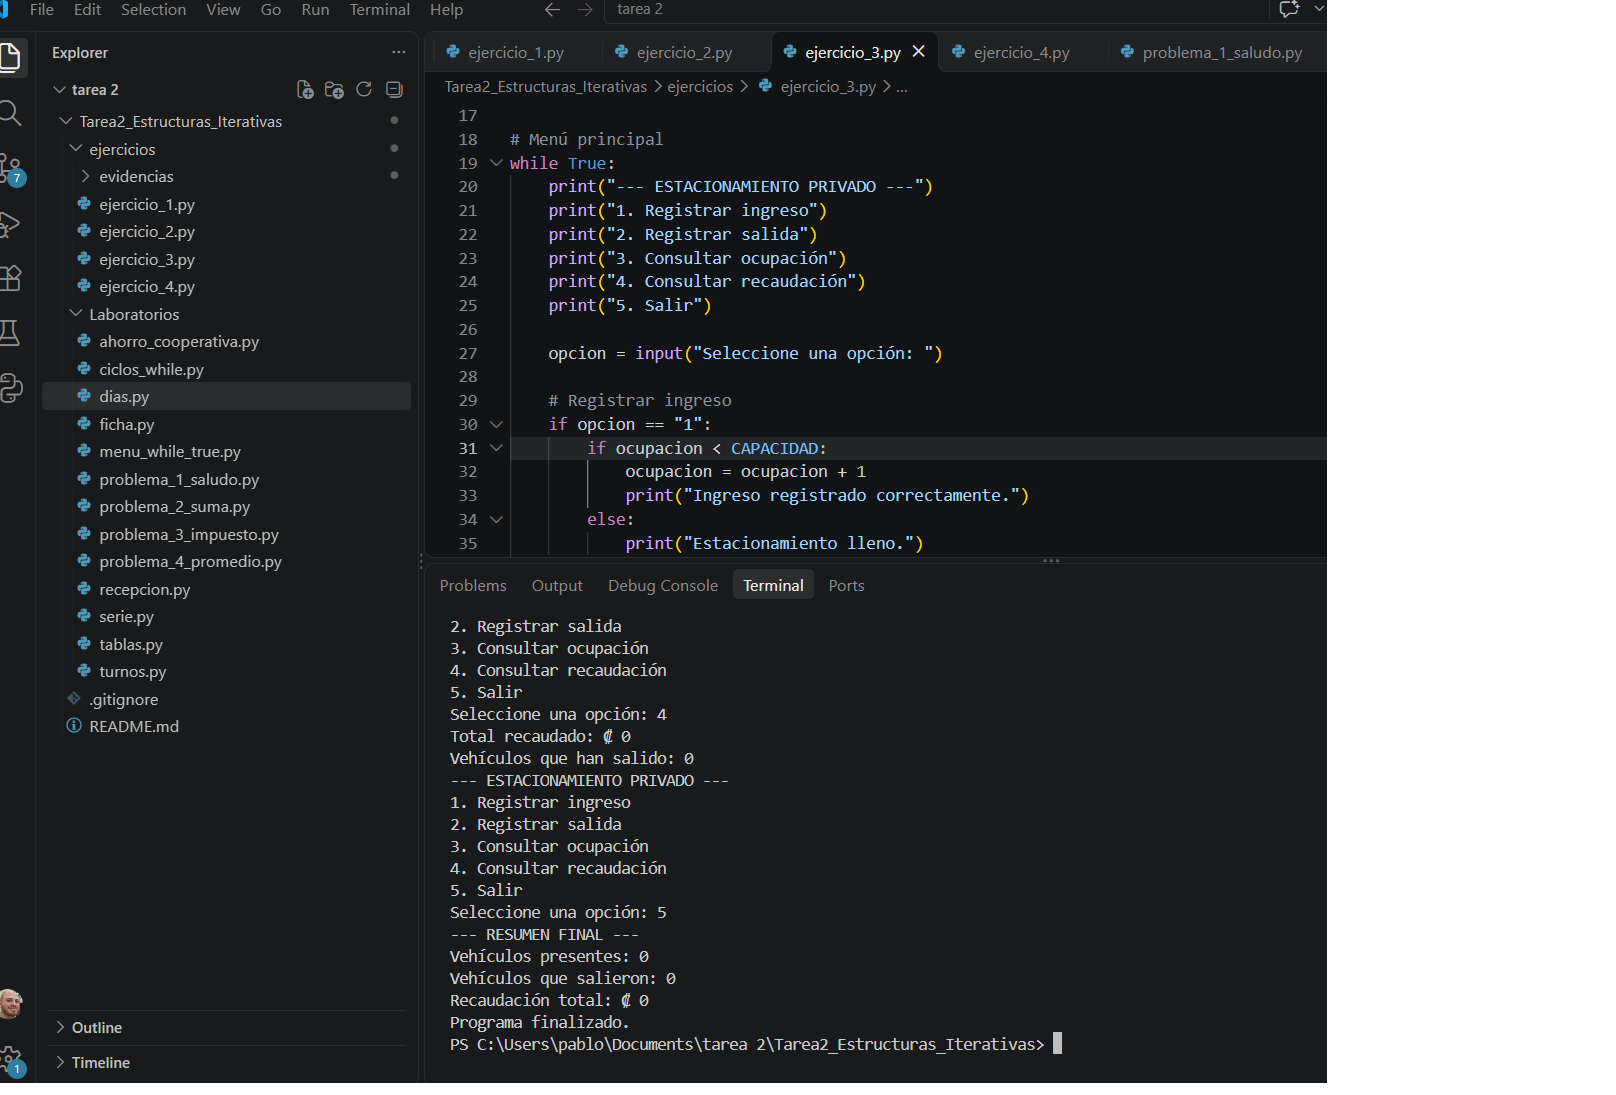 File Edit Selection View Go Run Terminal Help
tarea 2
Explorer
tarea 2
Tarea2_Estructuras_Iterativas
ejercicios
evidencias
ejercicio_1.py
ejercicio_2.py
ejercicio_3.py
ejercicio_4.py
Laboratorios
ahorro_cooperativa.py
ciclos_while.py
dias.py
ficha.py
menu_while_true.py
problema_1_saludo.py
problema_2_suma.py
problema_3_impuesto.py
problema_4_promedio.py
recepcion.py
serie.py
tablas.py
turnos.py
.gitignore
README.md
Outline
Timeline
7
1
ejercicio_1.py ejercicio_2.py ejercicio_3.py ejercicio_4.py problema_1_saludo.py
Tarea2_Estructuras_Iterativas > ejercicios > ejercicio_3.py > ...
17
18 # Menú principal
19 while True:
20 print("--- ESTACIONAMIENTO PRIVADO ---")
21 print("1. Registrar ingreso")
22 print("2. Registrar salida")
23 print("3. Consultar ocupación")
24 print("4. Consultar recaudación")
25 print("5. Salir")
26
27 opcion = input("Seleccione una opción: ")
28
29 # Registrar ingreso
30 if opcion == "1":
31 if ocupacion < CAPACIDAD:
32 ocupacion = ocupacion + 1
33 print("Ingreso registrado correctamente.")
34 else:
35 print("Estacionamiento lleno.")
Problems Output Debug Console Terminal Ports
2. Registrar salida
3. Consultar ocupación
4. Consultar recaudación
5. Salir
Seleccione una opción: 4
Total recaudado: ₡ 0
Vehículos que han salido: 0
--- ESTACIONAMIENTO PRIVADO ---
1. Registrar ingreso
2. Registrar salida
3. Consultar ocupación
4. Consultar recaudación
5. Salir
Seleccione una opción: 5
--- RESUMEN FINAL ---
Vehículos presentes: 0
Vehículos que salieron: 0
Recaudación total: ₡ 0
Programa finalizado.
PS C:\Users\pablo\Documents\tarea 2\Tarea2_Estructuras_Iterativas>